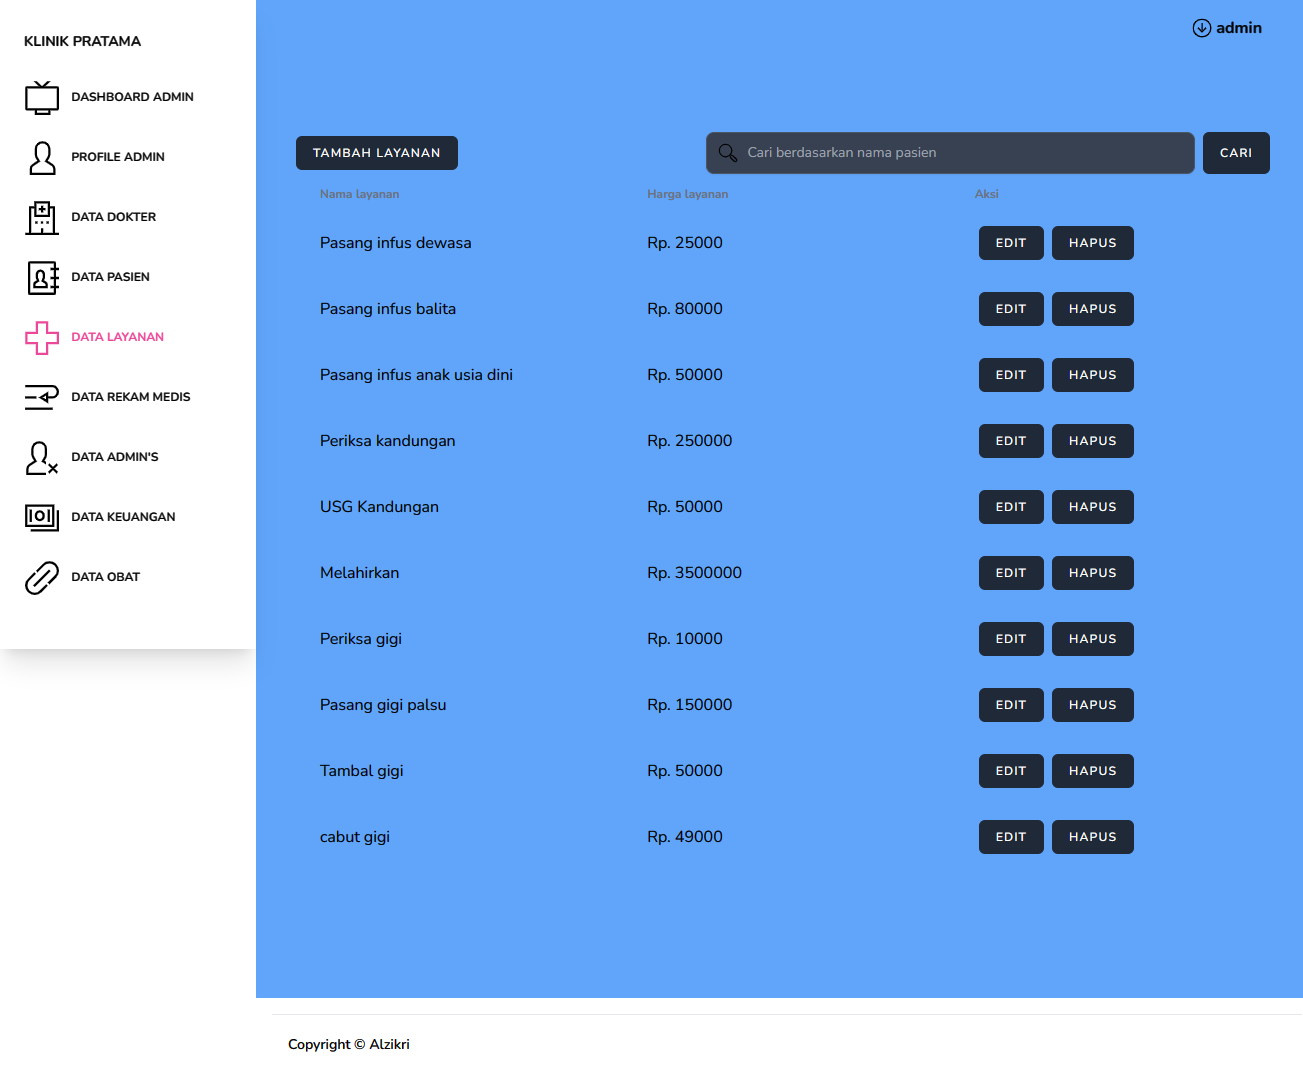 KLINIK PRATAMA
DASHBOARD ADMIN
PROFILE ADMIN
DATA DOKTER
DATA PASIEN
DATA LAYANAN
DATA REKAM MEDIS
DATA ADMIN'S
DATA KEUANGAN
DATA OBAT
admin
TAMBAH LAYANAN
Cari berdasarkan nama pasien
CARI
Nama layanan Harga layanan Aksi
Pasang infus dewasa Rp. 25000 EDIT HAPUS
Pasang infus balita Rp. 80000 EDIT HAPUS
Pasang infus anak usia dini Rp. 50000 EDIT HAPUS
Periksa kandungan Rp. 250000 EDIT HAPUS
USG Kandungan Rp. 50000 EDIT HAPUS
Melahirkan Rp. 3500000 EDIT HAPUS
Periksa gigi Rp. 10000 EDIT HAPUS
Pasang gigi palsu Rp. 150000 EDIT HAPUS
Tambal gigi Rp. 50000 EDIT HAPUS
cabut gigi Rp. 49000 EDIT HAPUS
Copyright © Alzikri